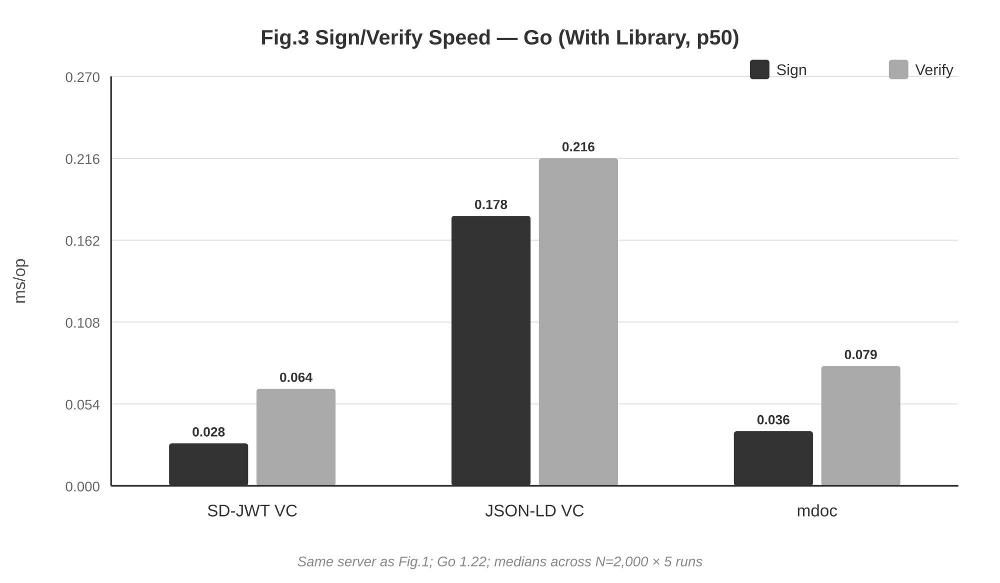 Fig.3 Sign/Verify Speed — Go (With Library, p50)
Sign
Verify
0.270
0.216
0.162
0.108
0.054
0.000
ms/op
0.028
0.064
0.178
0.216
0.036
0.079
SD-JWT VC
JSON-LD VC
mdoc
Same server as Fig.1; Go 1.22; medians across N=2,000 × 5 runs